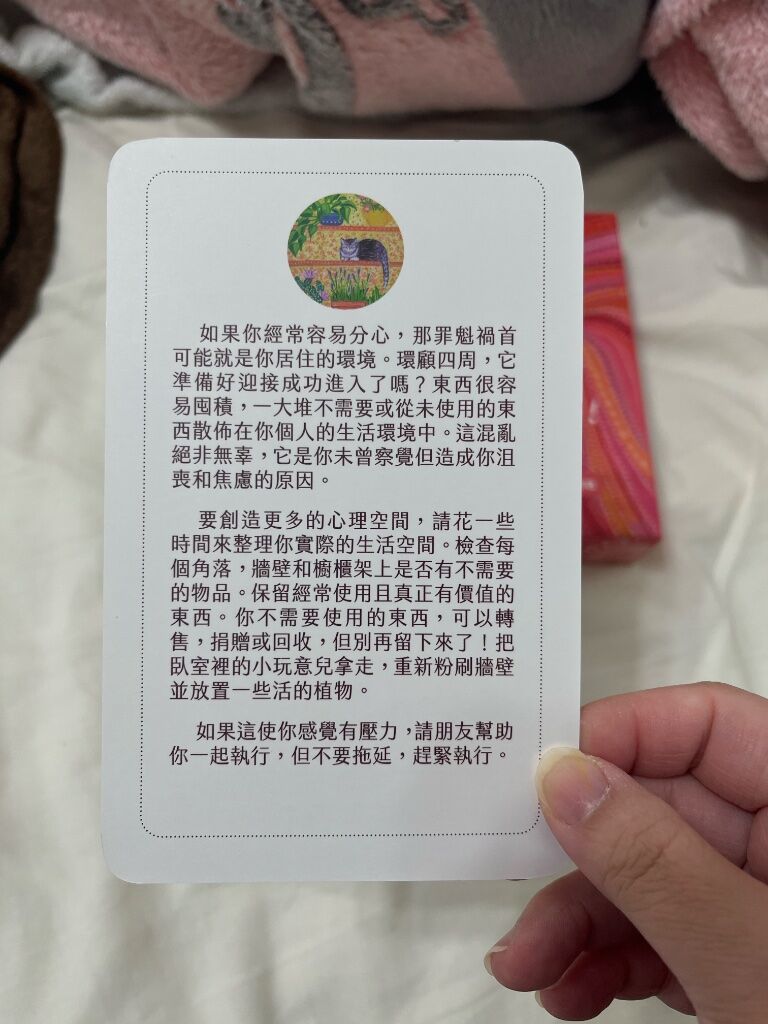 如果你經常容易分心，那罪魁禍首
可能就是你居住的環境。環顧四周，它
準備好迎接成功進入了嗎？東西很容
易囤積，一大堆不需要或從未使用的東
西散佈在你個人的生活環境中。這混亂
絕非無辜，它是你未曾察覺但造成你沮
喪和焦慮的原因。
要創造更多的心理空間，請花一些
時間來整理你實際的生活空間。檢查每
個角落，牆壁和櫥櫃架上是否有不需要
的物品。保留經常使用且真正有價值的
東西。你不需要使用的東西，可以轉
售，捐贈或回收，但別再留下來了！把
臥室裡的小玩意兒拿走，重新粉刷牆壁
並放置一些活的植物。
如果這使你感覺有壓力，請朋友幫助
你一起執行，但不要拖延，趕緊執行。